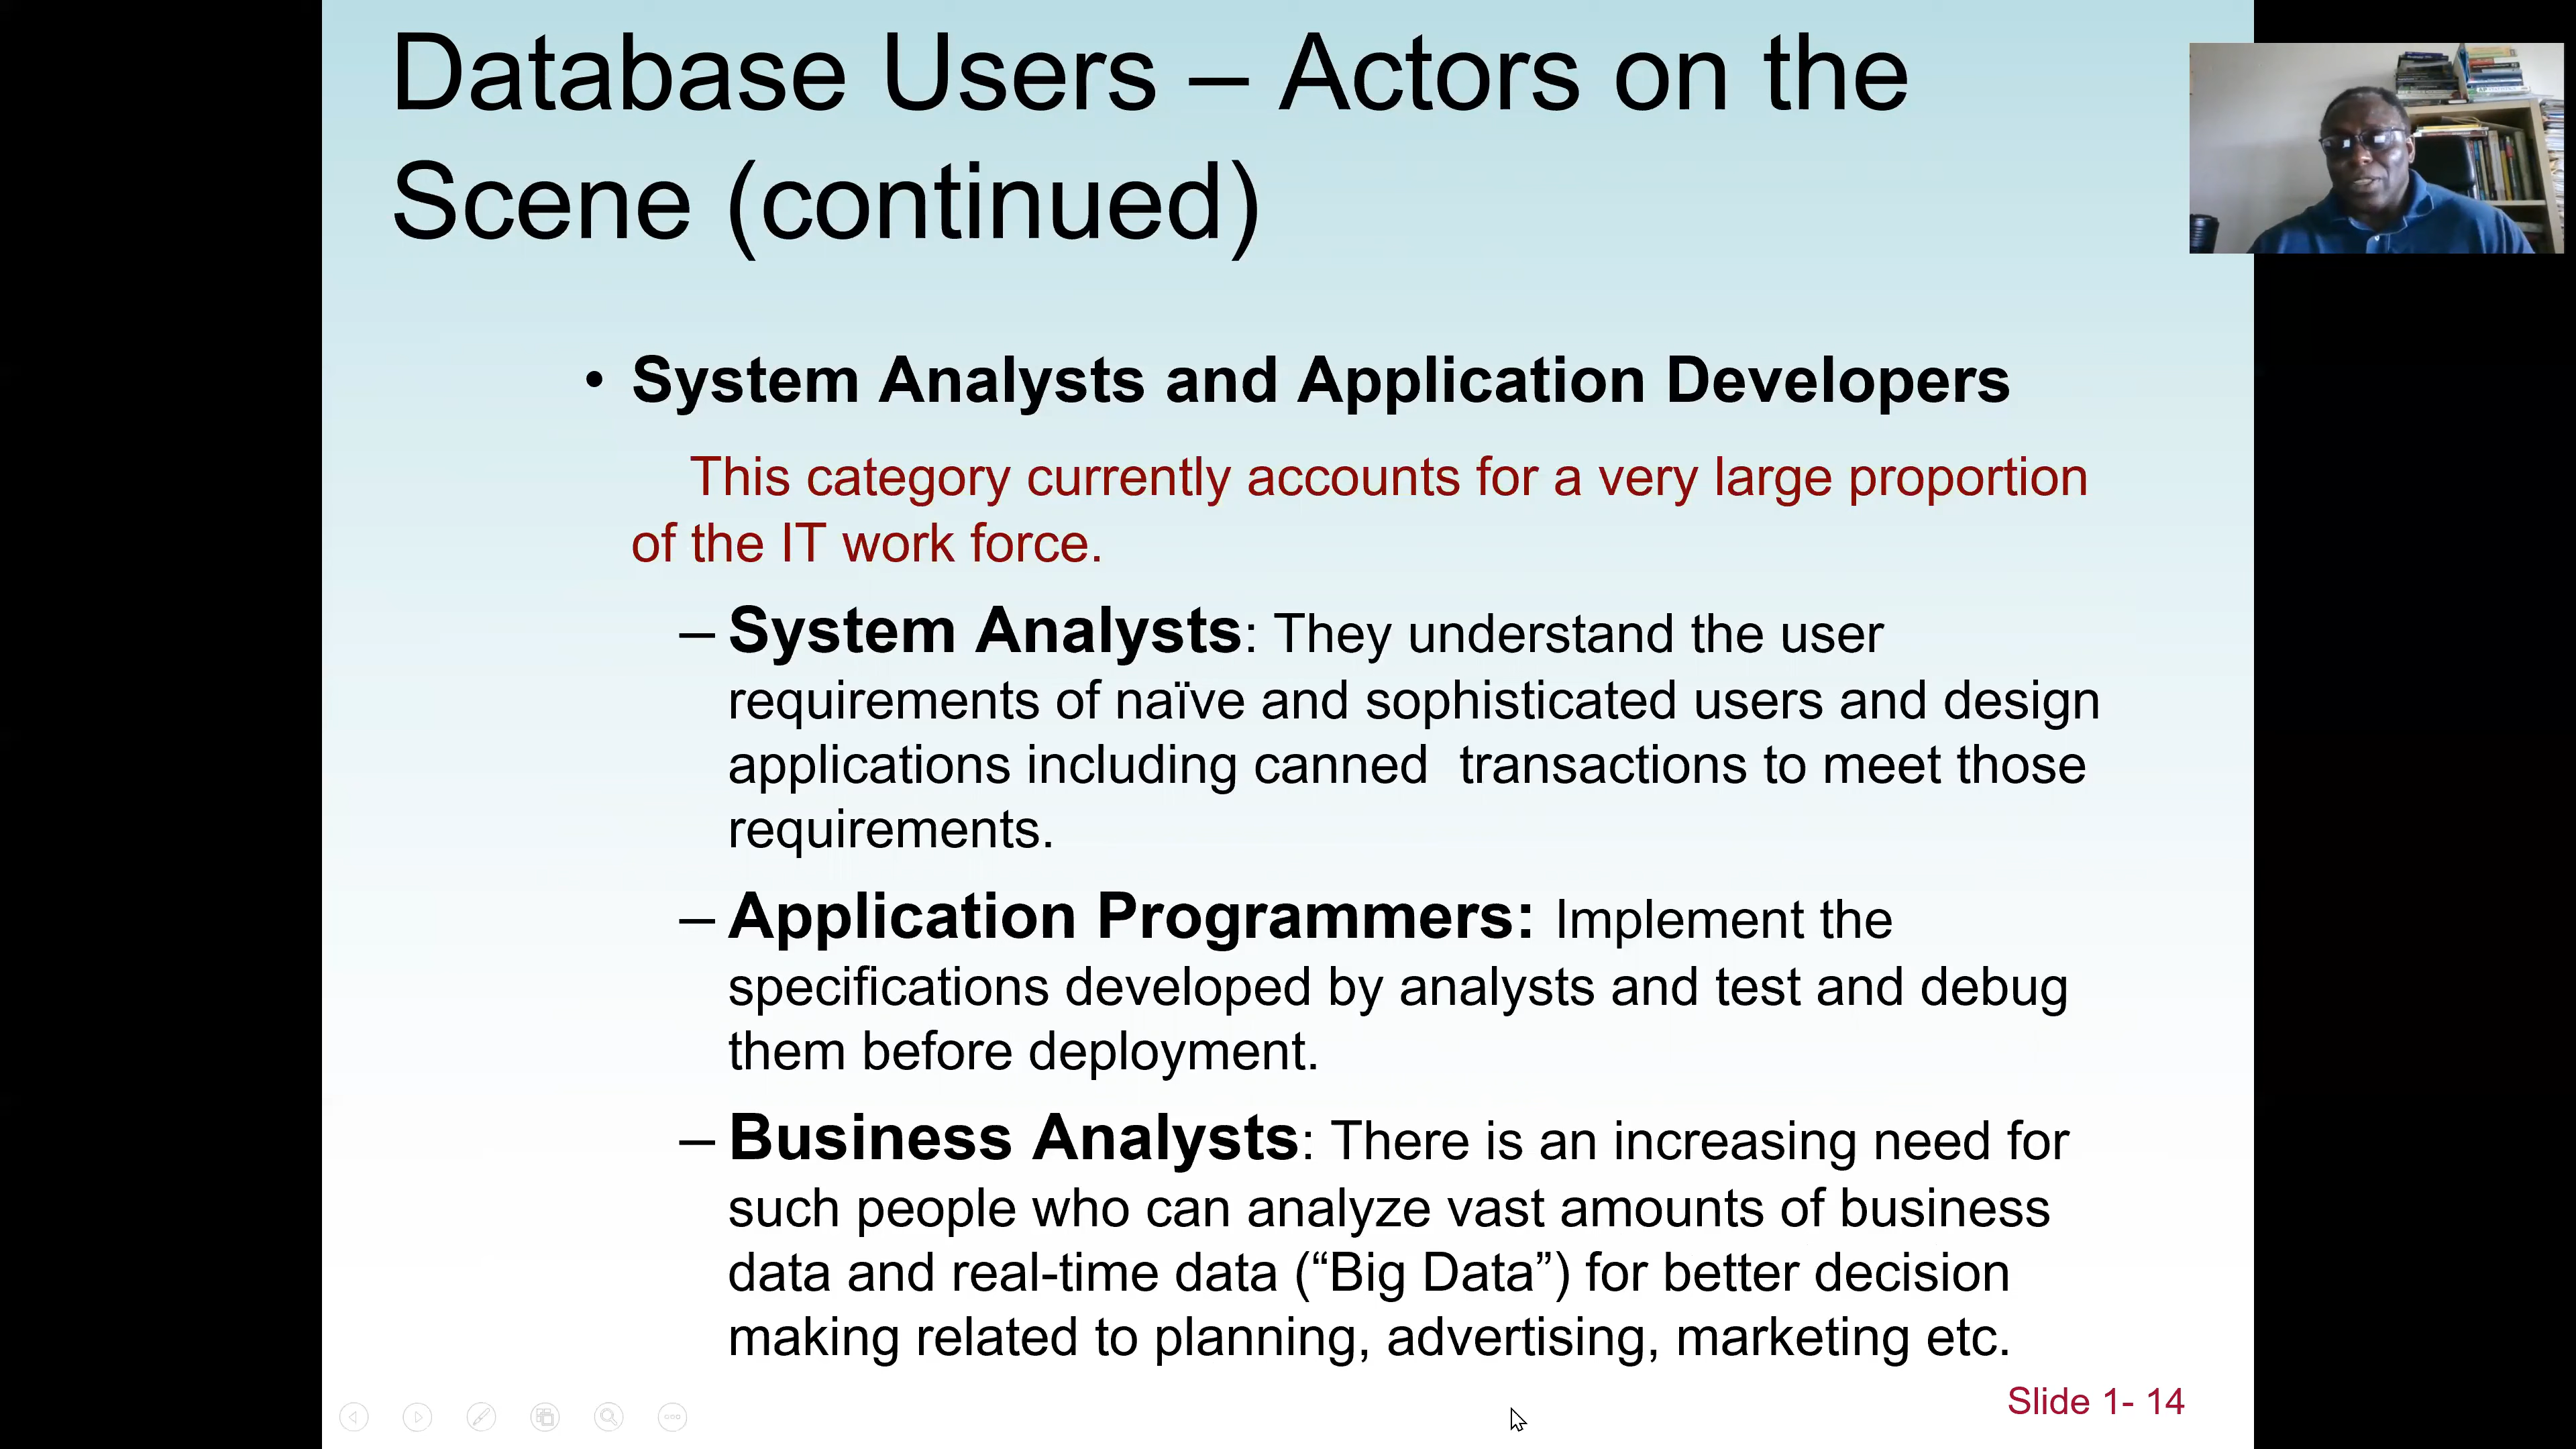 Database Users – Actors on the
Scene (continued)
• System Analysts and Application Developers
This category currently accounts for a very large proportion
of the IT work force.
– System Analysts: They understand the user
requirements of naïve and sophisticated users and design
applications including canned  transactions to meet those
requirements.
– Application Programmers: Implement the
specifications developed by analysts and test and debug
them before deployment.
– Business Analysts: There is an increasing need for
such people who can analyze vast amounts of business
data and real-time data (“Big Data”) for better decision
making related to planning, advertising, marketing etc.
Slide 1- 14